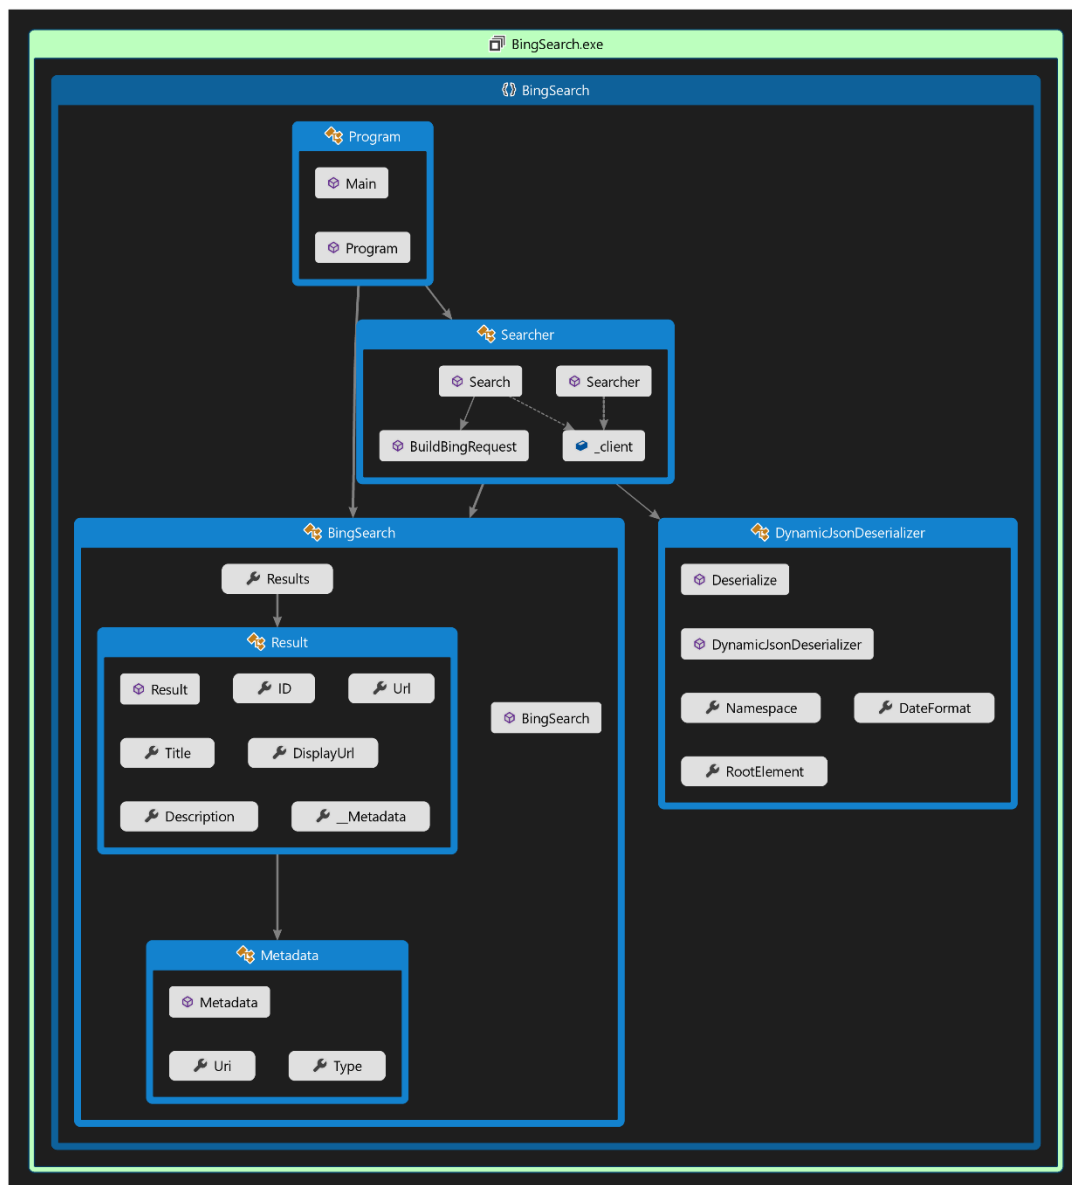 BingSearch.exe
BingSearch
Program
Main
Program
Searcher
Search
Searcher
BuildBingRequest
_client
BingSearch
Results
Result
Result
ID
Url
Title
DisplayUrl
Description
__Metadata
BingSearch
Metadata
Metadata
Uri
Type
DynamicJsonDeserializer
Deserialize
DynamicJsonDeserializer
Namespace
DateFormat
RootElement